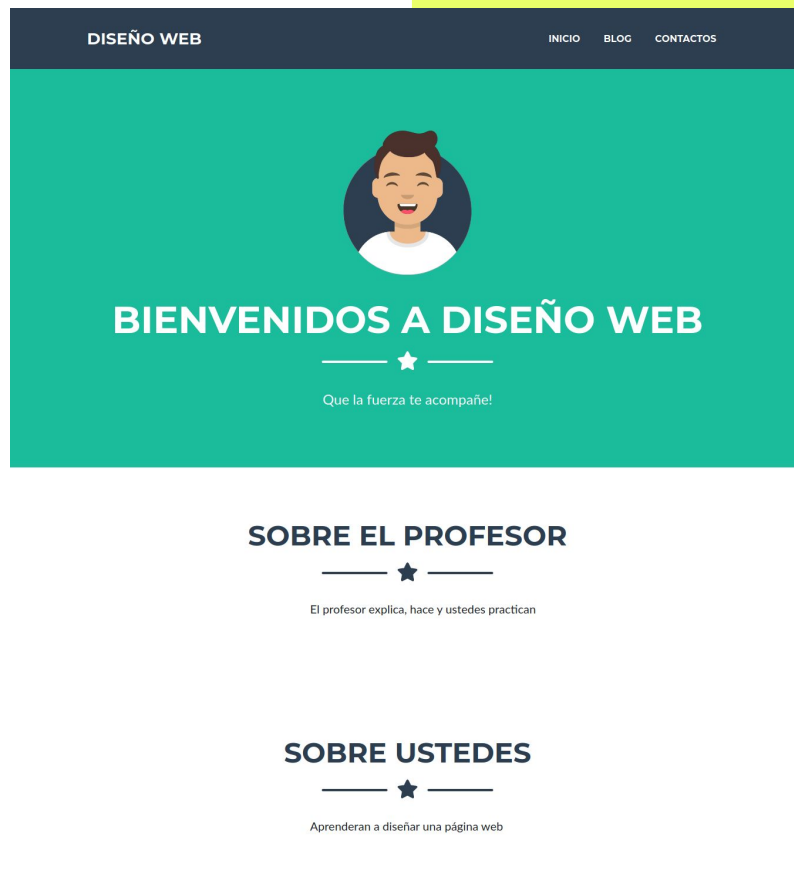 DISEÑO WEB
INICIO BLOG CONTACTOS
BIENVENIDOS A DISEÑO WEB
Que la fuerza te acompañe!
SOBRE EL PROFESOR
El profesor explica, hace y ustedes practican
SOBRE USTEDES
Aprenderan a diseñar una página web